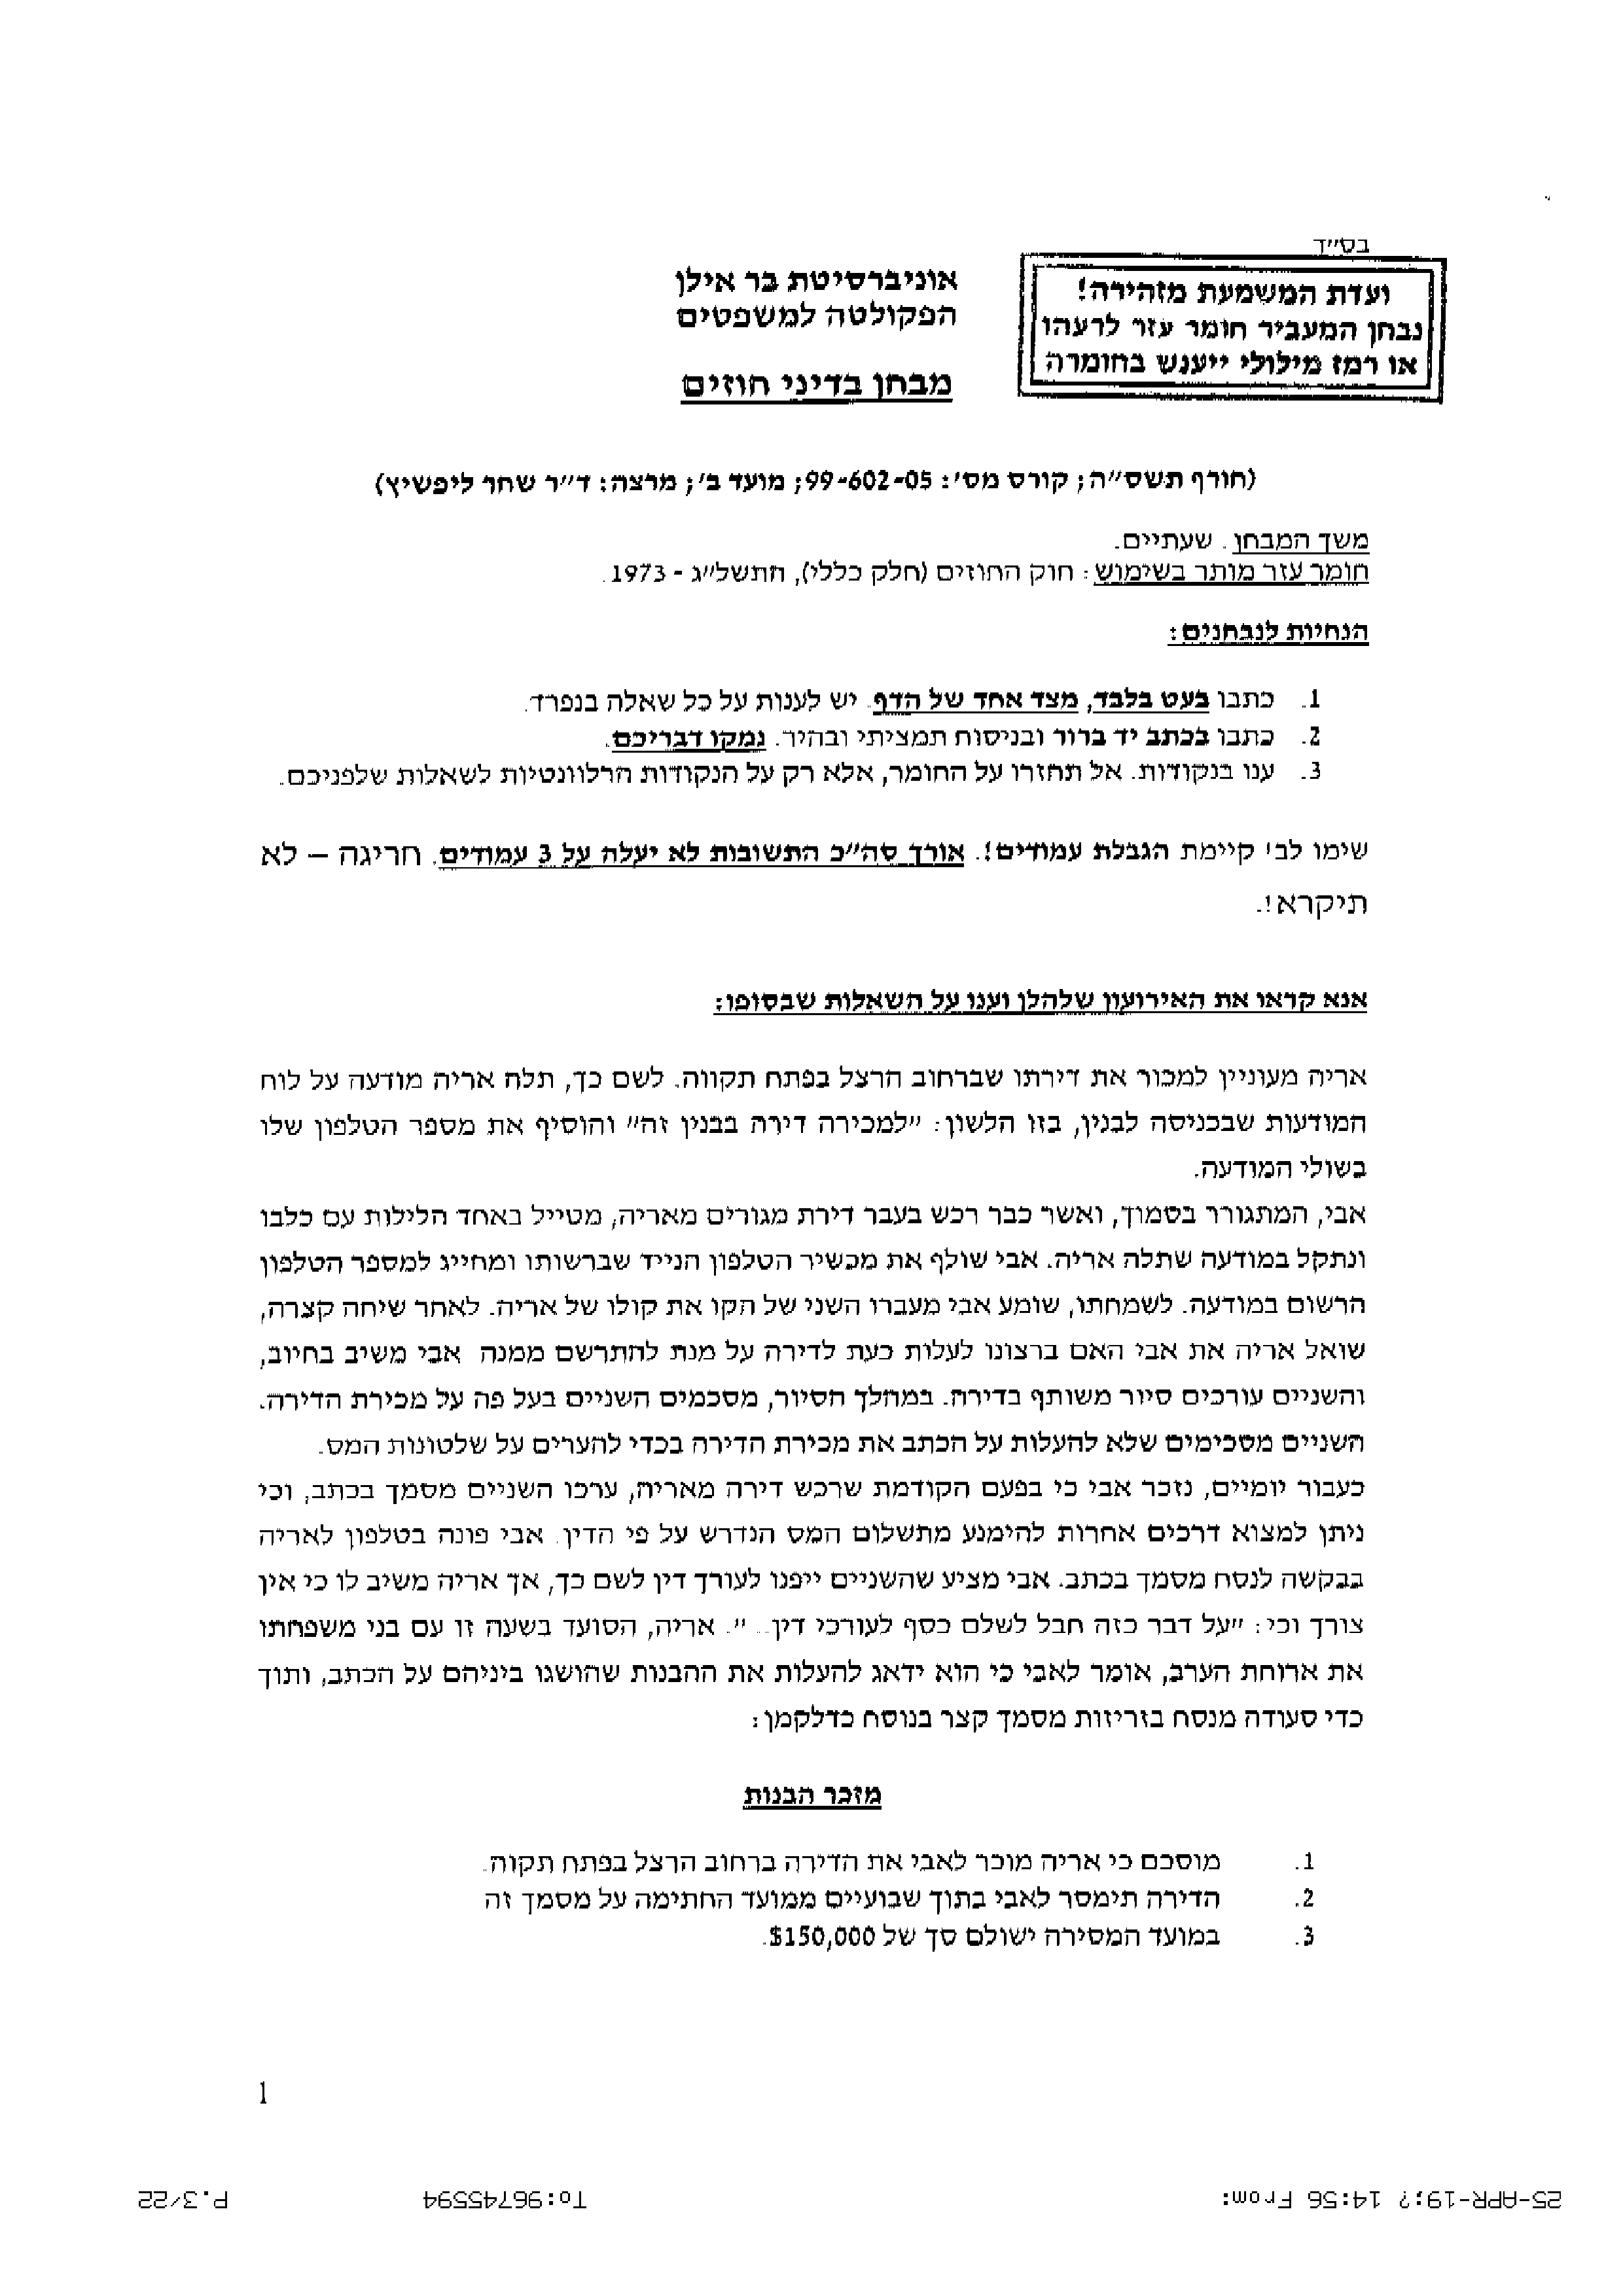 בס״ד
ועדת המשמעת מזהירה!
נבחן המעביר חומר עזר לרעהו
או רמז מילולי ייענש בחומרה
אוניברסיטת בר אילן
הפקולטה למשפטים
מבחן בדיני חוזים
(חורף תשס״ה; קורס מס': 99-602-05; מועד ב'; מרצה: ד״ר שחר ליפשיץ)
משך המבחן. שעתיים.
חומר עזר מותר בשימוש: חוק החוזים (חלק כללי), התשל״ג - 1973.
הנחיות לנבחנים:
1. כתבו בעט בלבד, מצד אחד של הדף. יש לענות על כל שאלה בנפרד.
2. כתבו בכתב יד ברור ובניסוח תמציתי ובהיר. נמקו דבריכם.
3. ענו בנקודות. אל תחזרו על החומר, אלא רק על הנקודות הרלוונטיות לשאלות שלפניכם.
שימו לב! קיימת הגבלת עמודים!. אורך סה״כ התשובות לא יעלה על 3 עמודים. חריגה – לא
תיקרא!.
אנא קראו את האירועון שלהלן וענו על השאלות שבסופו:
אריה מעוניין למכור את דירתו שברחוב הרצל בפתח תקווה. לשם כך, תלה אריה מודעה על לוח
המודעות שבכניסה לבנין, בזו הלשון: ״למכירה דירה בבנין זה״ והוסיף את מספר הטלפון שלו
בשולי המודעה.
אבי, המתגורר בסמוך, ואשר כבר רכש בעבר דירת מגורים מאריה, מטייל באחד הלילות עם כלבו
ונתקל במודעה שתלה אריה. אבי שולף את מכשיר הטלפון הנייד שברשותו ומחייג למספר הטלפון
הרשום במודעה. לשמחתו, שומע אבי מעברו השני של הקו את קולו של אריה. לאחר שיחה קצרה,
שואל אריה את אבי האם ברצונו לעלות כעת לדירה על מנת להתרשם ממנה אבי משיב בחיוב,
והשניים עורכים סיור משותף בדירה. במהלך הסיור, מסכמים השניים בעל פה על מכירת הדירה.
השניים מסכימים שלא להעלות על הכתב את מכירת הדירה בכדי להערים על שלטונות המס.
כעבור יומיים, נזכר אבי כי בפעם הקודמת שרכש דירה מאריה, ערכו השניים מסמך בכתב, וכי
ניתן למצוא דרכים אחרות להימנע מתשלום המס הנדרש על פי הדין. אבי פונה בטלפון לאריה
בבקשה לנסח מסמך בכתב. אבי מציע שהשניים ייפנו לעורך דין לשם כך, אך אריה משיב לו כי אין
צורך וכי: ״על דבר כזה חבל לשלם כסף לעורכי דין...״. אריה, הסועד בשעה זו עם בני משפחתו
את ארוחת הערב, אומר לאבי כי הוא ידאג להעלות את ההבנות שהושגו ביניהם על הכתב, ותוך
כדי סעודה מנסח בזריזות מסמך קצר בנוסח כדלקמן:
מזכר הבנות
1. מוסכם כי אריה מוכר לאבי את הדירה ברחוב הרצל בפתח תקוה.
2. הדירה תימסר לאבי בתוך שבועיים ממועד החתימה על מסמך זה
3. במועד המסירה ישולם סך של 150,000$.
1
25-APR-19;? 14:56 From: To:96745594 P.3/22